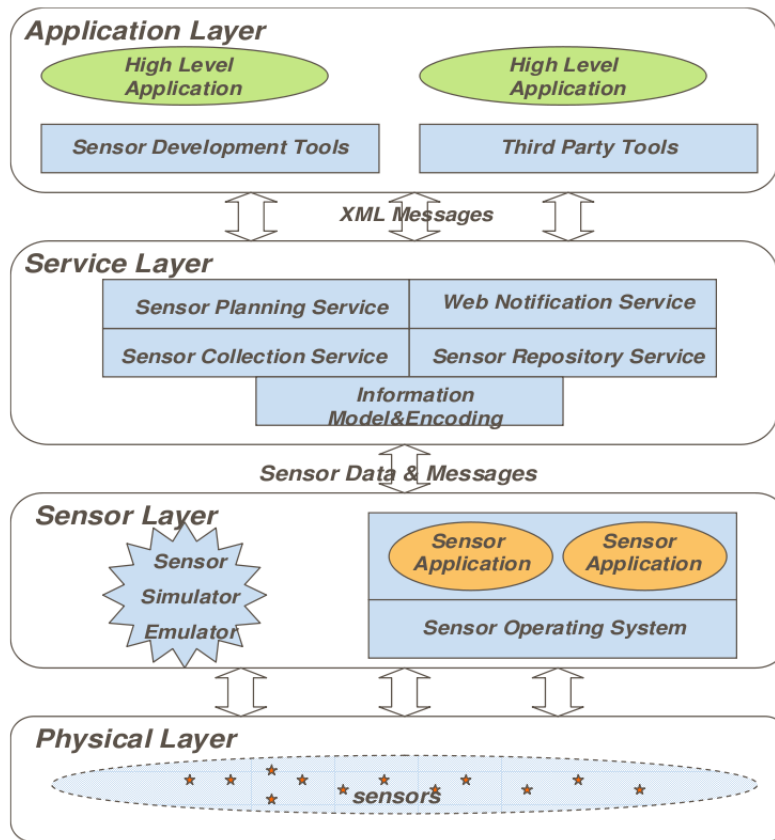 Application Layer
High Level
Application
High Level
Application
Sensor Development Tools
Third Party Tools
XML Messages
Service Layer
Sensor Planning Service
Web Notification Service
Sensor Collection Service
Sensor Repository Service
Information
Model&Encoding
Sensor Data & Messages
Sensor Layer
Sensor
Simulator
Emulator
Sensor
Application
Sensor
Application
Sensor Operating System
Physical Layer
sensors